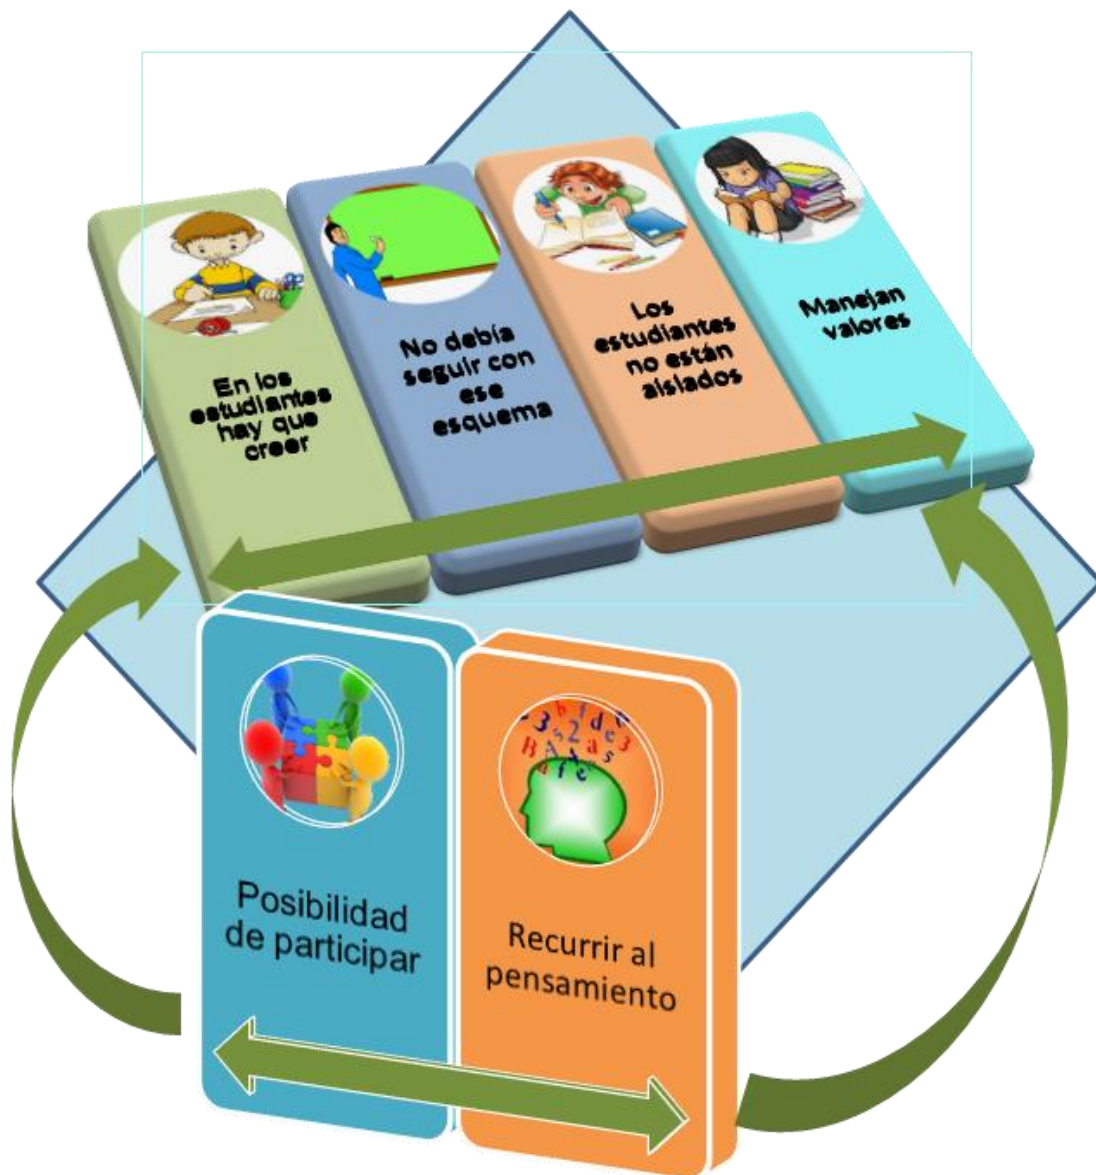 En los
estudiantes
hay que
creer
No debía
seguir con
ese
esquema
Los
estudiantes
no están
aislados
Manejan
valores
Posibilidad
de participar
Recurrir al
pensamiento